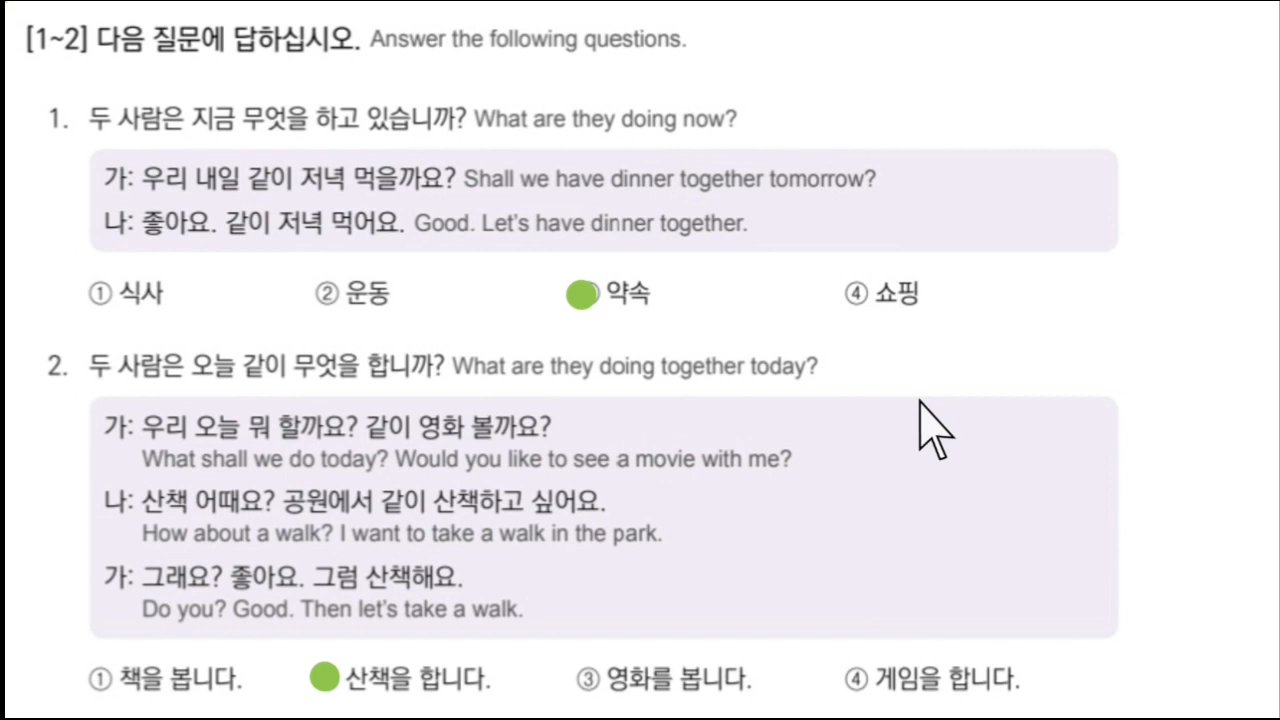 [1~2] 다음 질문에 답하십시오. Answer the following questions.
1. 두 사람은 지금 무엇을 하고 있습니까? What are they doing now?
가: 우리 내일 같이 저녁 먹을까요? Shall we have dinner together tomorrow?
나: 좋아요. 같이 저녁 먹어요. Good. Let's have dinner together.
① 식사 ② 운동 약속 ④ 쇼핑
2. 두 사람은 오늘 같이 무엇을 합니까? What are they doing together today?
가: 우리 오늘 뭐 할까요? 같이 영화 볼까요?
What shall we do today? Would you like to see a movie with me?
나: 산책 어때요? 공원에서 같이 산책하고 싶어요.
How about a walk? I want to take a walk in the park.
가: 그래요? 좋아요. 그럼 산책해요.
Do you? Good. Then let's take a walk.
① 책을 봅니다. 산책을 합니다. ③ 영화를 봅니다. ④ 게임을 합니다.